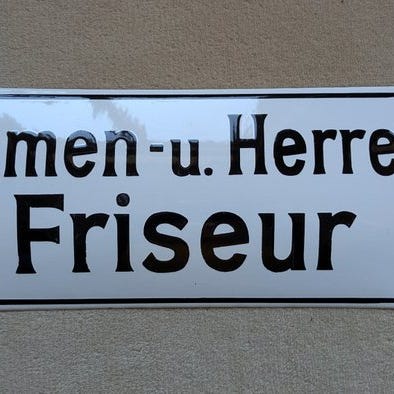 men - u. Herre
Friseur